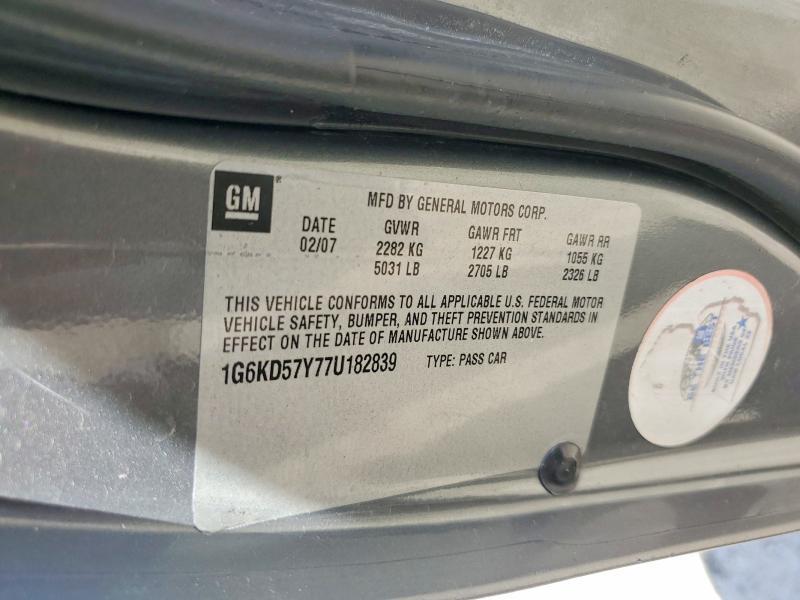 GM
MFD BY GENERAL MOTORS CORP.
DATE GVWR GAWR FRT GAWR RR
02/07 2282 KG 1227 KG 1055 KG
5031 LB 2705 LB 2326 LB
THIS VEHICLE CONFORMS TO ALL APPLICABLE U.S. FEDERAL MOTOR
VEHICLE SAFETY, BUMPER, AND THEFT PREVENTION STANDARDS IN
EFFECT ON THE DATE OF MANUFACTURE SHOWN ABOVE.
1G6KD57Y77U182839 TYPE: PASS CAR